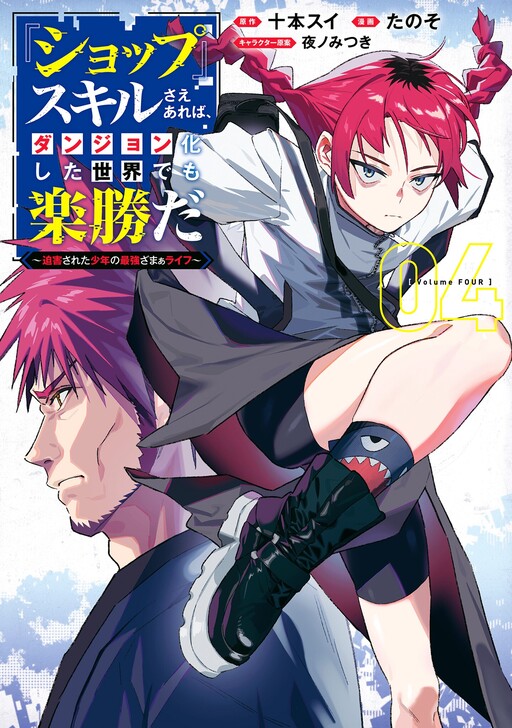 原作 十本スイ 漫画 たのそ
キャラクター原案 夜ノみつき
『ショップ』
スキルさえあれば、
ダンジョン化
した世界でも
楽勝だ
〜迫害された少年の最強ざまぁライフ〜
04
[ Volume FOUR ]